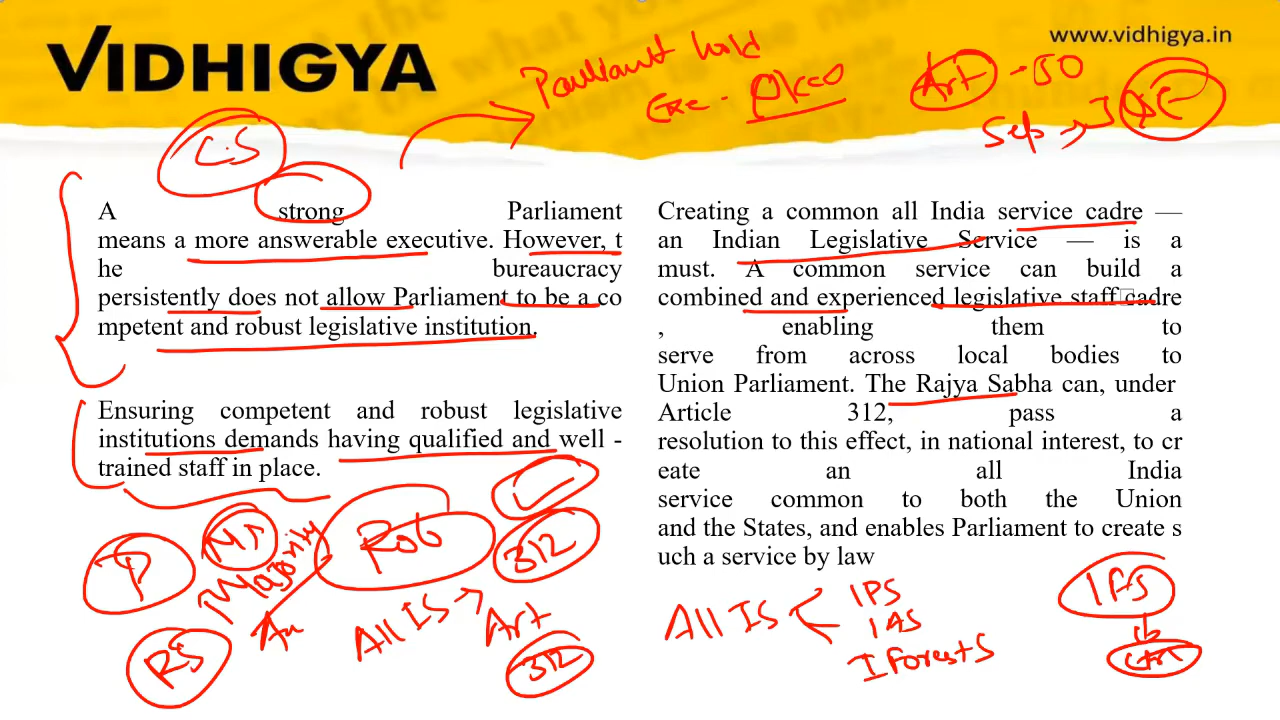 VIDHIGYA
www.vidhigya.in
Parliament hold
Exe -
Art - 50
Sep → J
LS
A strong Parliament
means a more answerable executive. However, t
he bureaucracy
persistently does not allow Parliament to be a co
mpetent and robust legislative institution.
Ensuring competent and robust legislative
institutions demands having qualified and well -
trained staff in place.
Creating a common all India service cadre —
an Indian Legislative Service — is a
must. A common service can build a
combined and experienced legislative staff cadre
, enabling them to
serve from across local bodies to
Union Parliament. The Rajya Sabha can, under
Article 312, pass a
resolution to this effect, in national interest, to cr
eate an all India
service common to both the Union
and the States, and enables Parliament to create s
uch a service by law
P
Majority
RS
312
All IS → Art
312
All IS
IPS
IAS
I Forest S
IFS